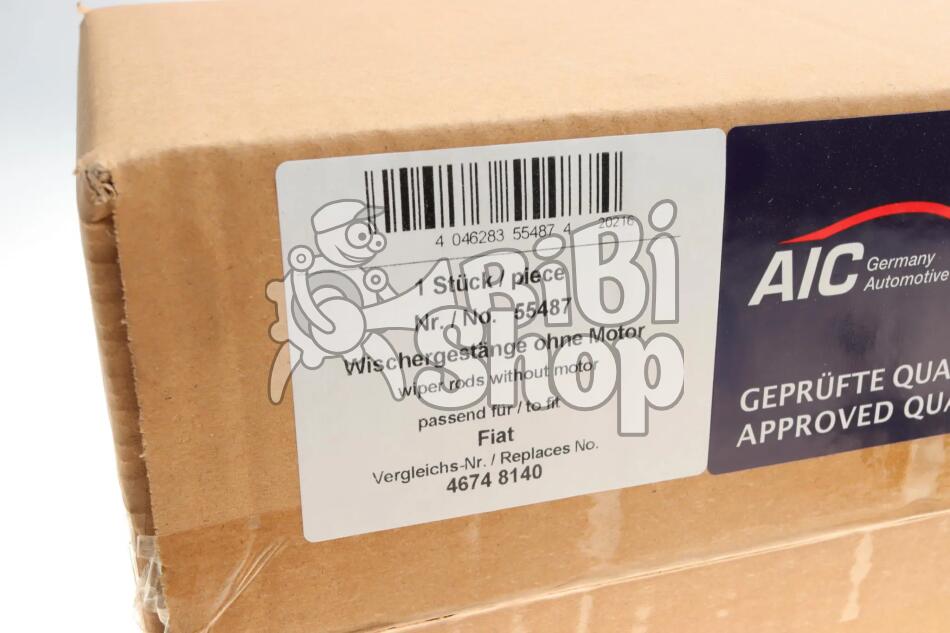 4 046283 55487 4
20216
1 Stück / piece
Nr. / No. 55487
Wischergestänge ohne Motor
wiper rods without motor
passend für / to fit
Fiat
Vergleichs-Nr. / Replaces No.
4674 8140
AIC Germany
Automotive
GEPRÜFTE QUA
APPROVED QUA
RiBi
Shop